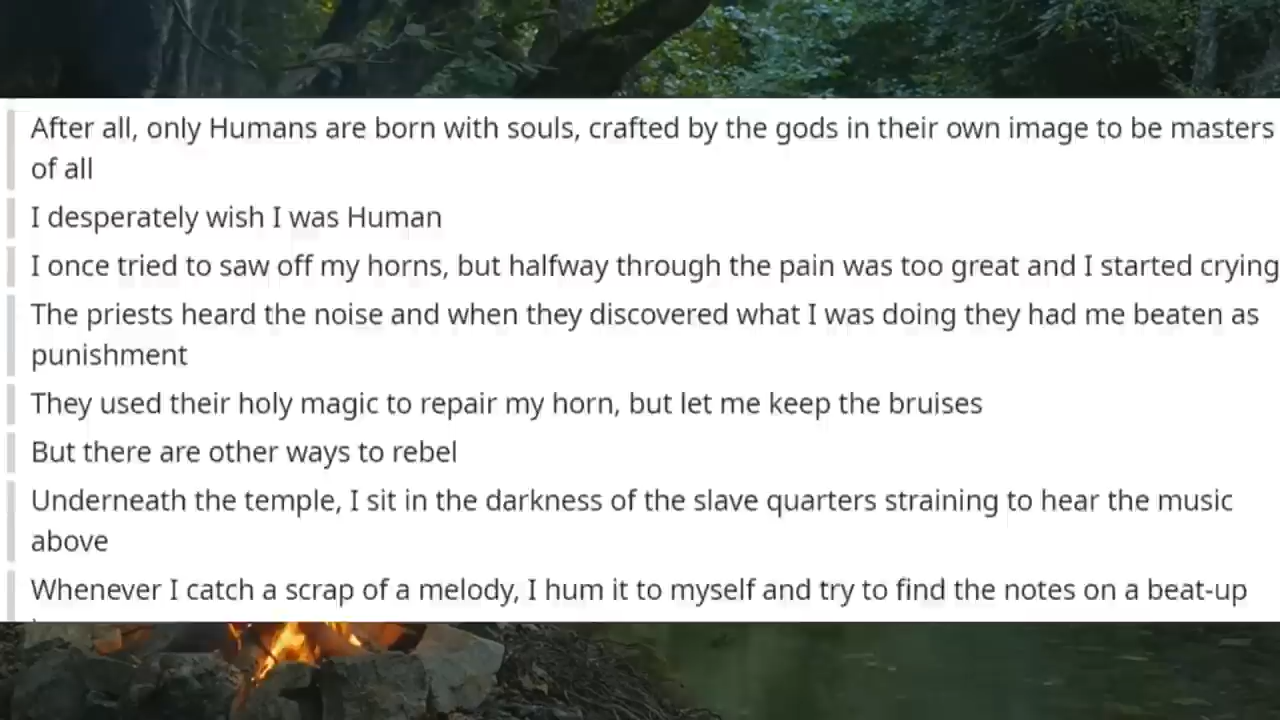 After all, only Humans are born with souls, crafted by the gods in their own image to be masters
of all
I desperately wish I was Human
I once tried to saw off my horns, but halfway through the pain was too great and I started crying
The priests heard the noise and when they discovered what I was doing they had me beaten as
punishment
They used their holy magic to repair my horn, but let me keep the bruises
But there are other ways to rebel
Underneath the temple, I sit in the darkness of the slave quarters straining to hear the music
above
Whenever I catch a scrap of a melody, I hum it to myself and try to find the notes on a beat-up